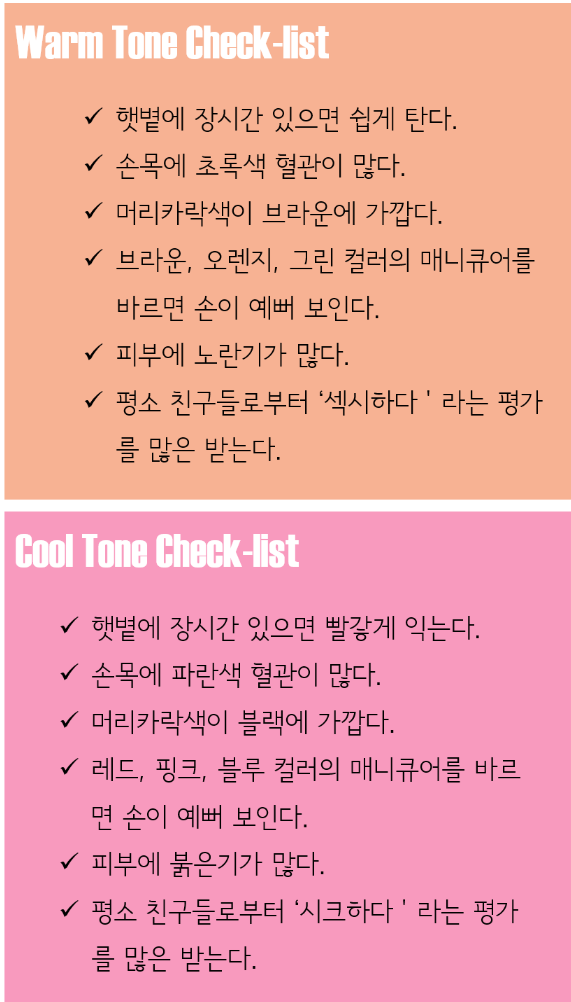 Warm Tone Check-list
✓ 햇볕에 장시간 있으면 쉽게 탄다.
✓ 손목에 초록색 혈관이 많다.
✓ 머리카락색이 브라운에 가깝다.
✓ 브라운, 오렌지, 그린 컬러의 매니큐어를
바르면 손이 예뻐 보인다.
✓ 피부에 노란기가 많다.
✓ 평소 친구들로부터 ‘섹시하다 ' 라는 평가
를 많은 받는다.
Cool Tone Check-list
✓ 햇볕에 장시간 있으면 빨갛게 익는다.
✓ 손목에 파란색 혈관이 많다.
✓ 머리카락색이 블랙에 가깝다.
✓ 레드, 핑크, 블루 컬러의 매니큐어를 바르
면 손이 예뻐 보인다.
✓ 피부에 붉은기가 많다.
✓ 평소 친구들로부터 ‘시크하다 ' 라는 평가
를 많은 받는다.